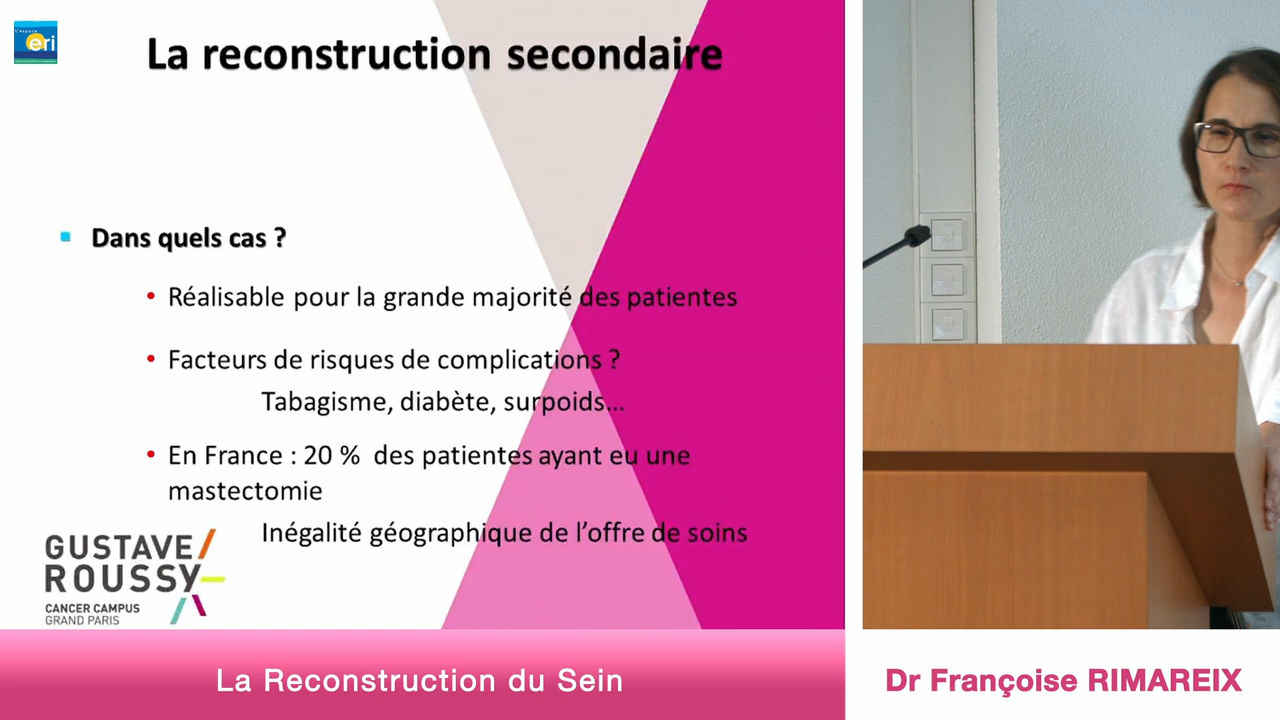 L'espace
eri
La reconstruction secondaire
Dans quels cas ?
Réalisable pour la grande majorité des patientes
Facteurs de risques de complications ?
Tabagisme, diabète, surpoids...
En France : 20 % des patientes ayant eu une
mastectomie
Inégalité géographique de l'offre de soins
GUSTAVE
ROUSSY
CANCER CAMPUS
GRAND PARIS
La Reconstruction du Sein
Dr Françoise RIMAREIX